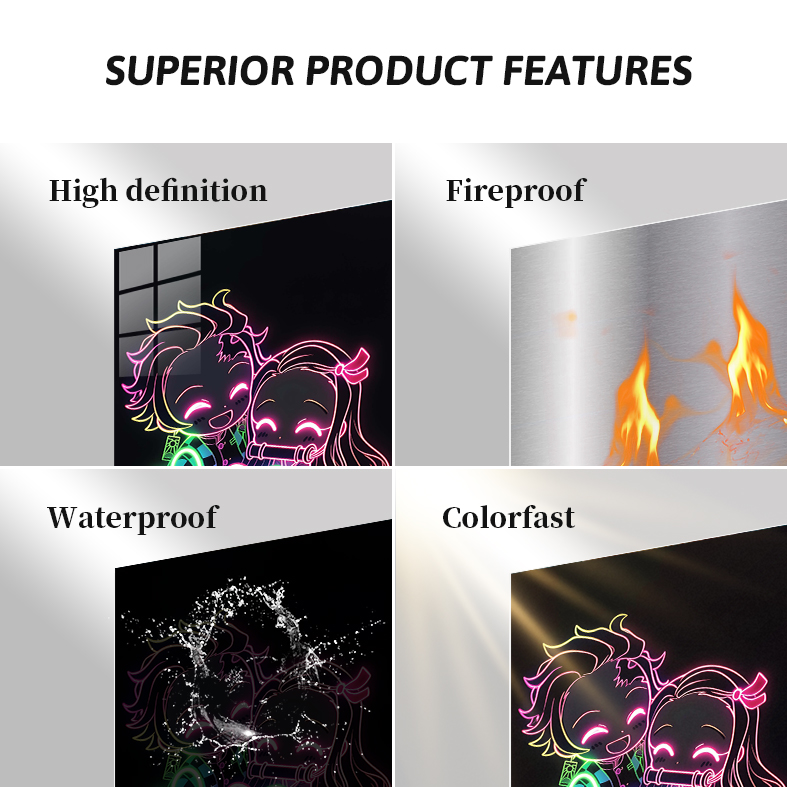 SUPERIOR PRODUCT FEATURES
High definition
Fireproof
Waterproof
Colorfast